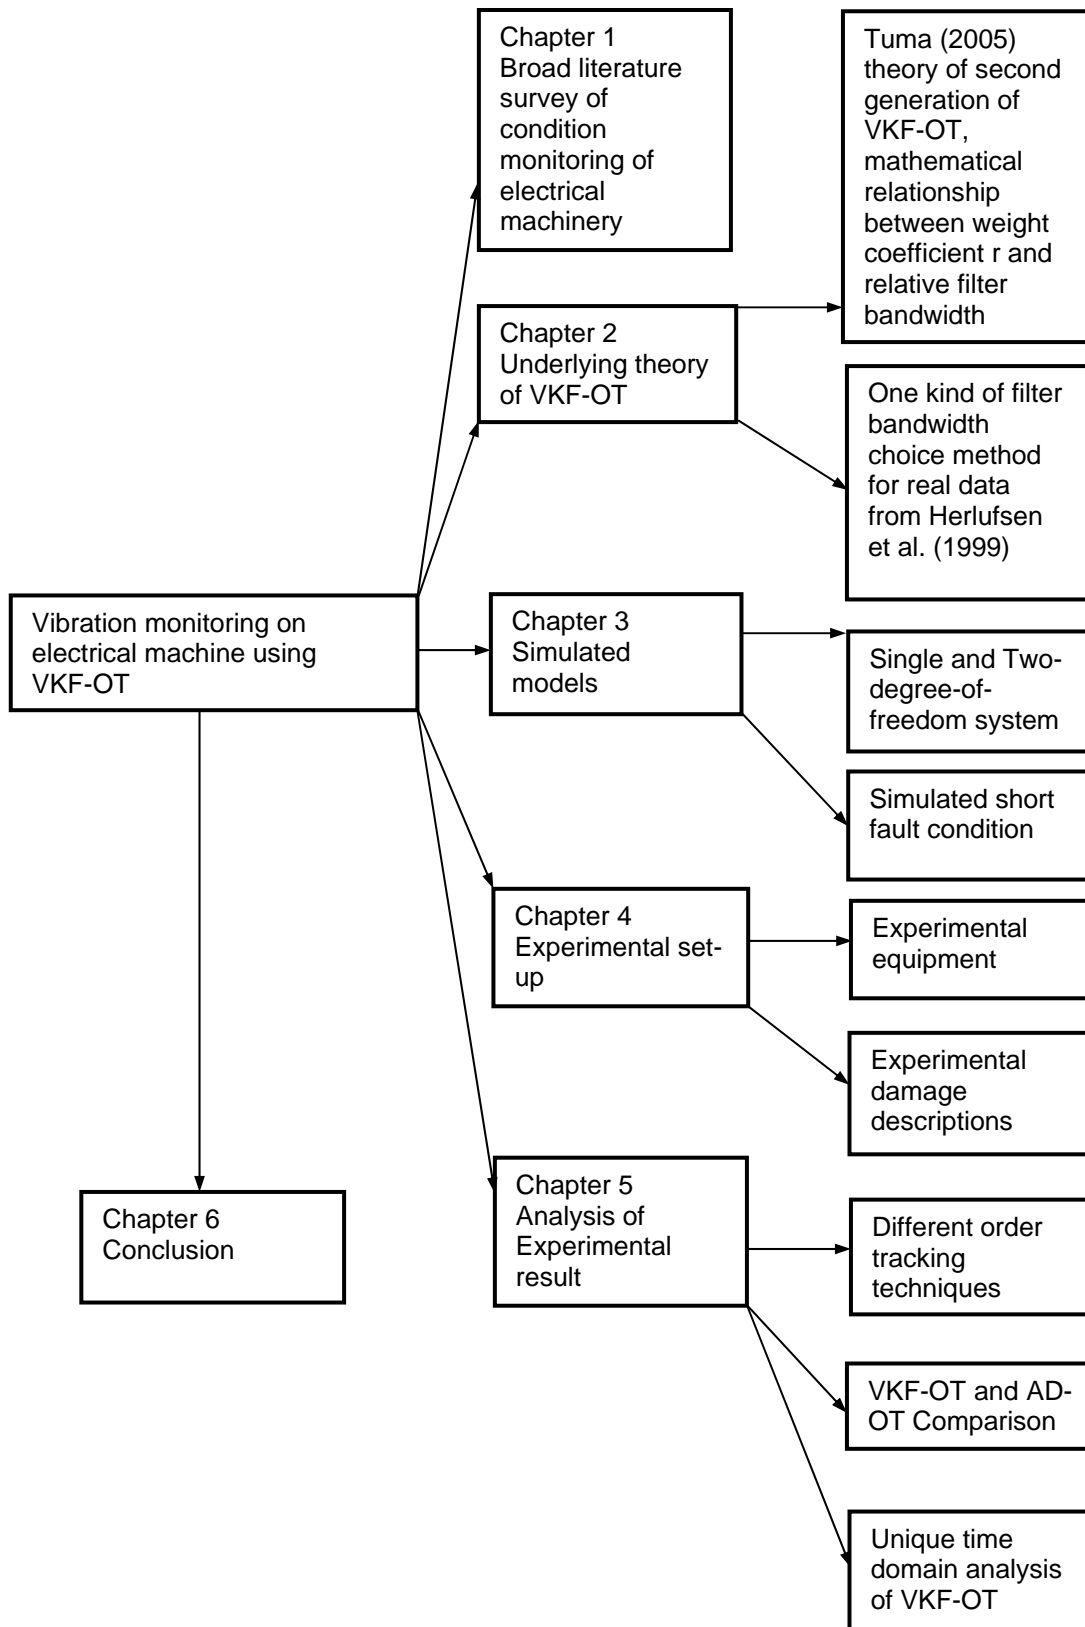 Chapter 1
Broad literature
survey of
condition
monitoring of
electrical
machinery
Tuma (2005)
theory of second
generation of
VKF-OT,
mathematical
relationship
between weight
coefficient r and
relative filter
bandwidth
Chapter 2
Underlying theory
of VKF-OT
One kind of filter
bandwidth
choice method
for real data
from Herlufsen
et al. (1999)
Vibration monitoring on
electrical machine using
VKF-OT
Chapter 3
Simulated
models
Single and Two-
degree-of-
freedom system
Simulated short
fault condition
Chapter 4
Experimental set-
up
Experimental
equipment
Experimental
damage
descriptions
Chapter 5
Analysis of
Experimental
result
Chapter 6
Conclusion
Different order
tracking
techniques
VKF-OT and AD-
OT Comparison
Unique time
domain analysis
of VKF-OT